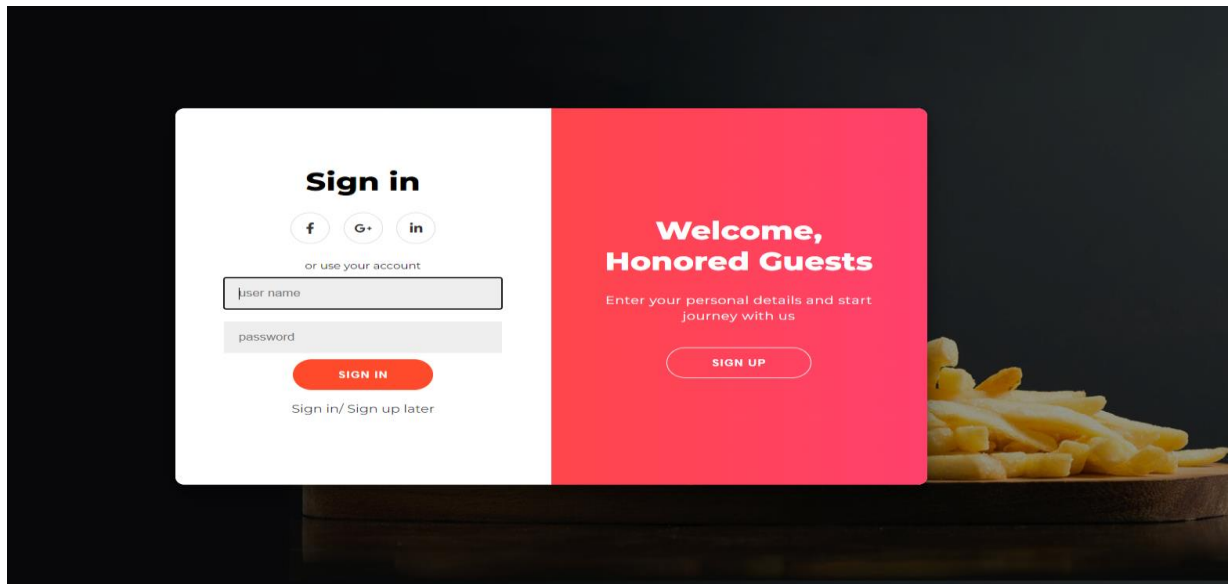 Sign in
f G+ in
or use your account
user name
password
SIGN IN
Sign in/ Sign up later
Welcome,
Honored Guests
Enter your personal details and start
journey with us
SIGN UP